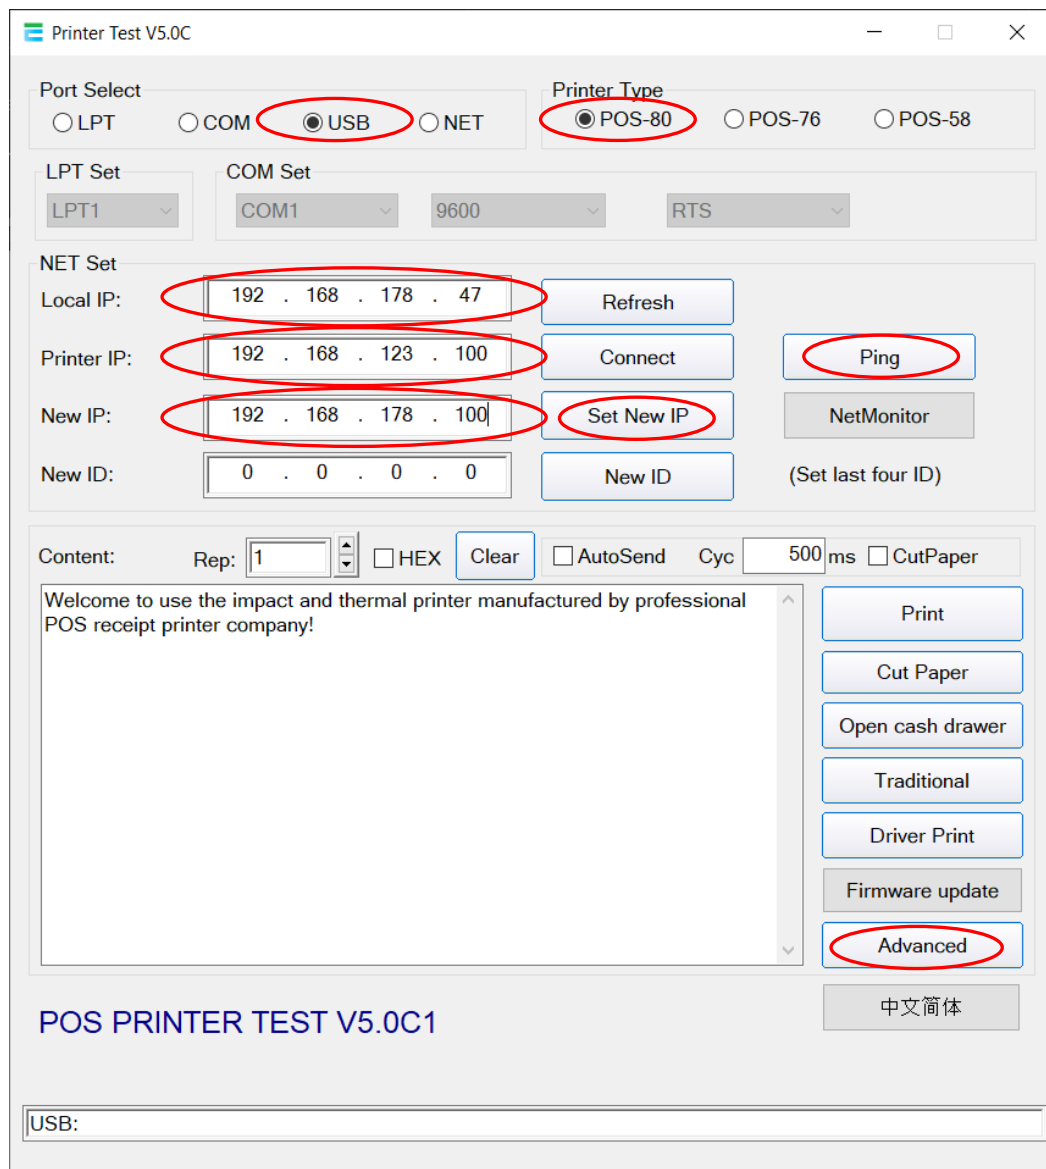 Printer Test V5.0C
Port Select
LPT COM USB NET
Printer Type
POS-80 POS-76 POS-58
LPT Set
LPT1
COM Set
COM1 9600 RTS
NET Set
Local IP: 192 . 168 . 178 . 47 Refresh
Printer IP: 192 . 168 . 123 . 100 Connect Ping
New IP: 192 . 168 . 178 . 100 Set New IP NetMonitor
New ID: 0 . 0 . 0 . 0 New ID (Set last four ID)
Content: Rep: 1 HEX Clear AutoSend Cyc 500 ms CutPaper
Welcome to use the impact and thermal printer manufactured by professional
POS receipt printer company!
Print
Cut Paper
Open cash drawer
Traditional
Driver Print
Firmware update
Advanced
中文简体
POS PRINTER TEST V5.0C1
USB: